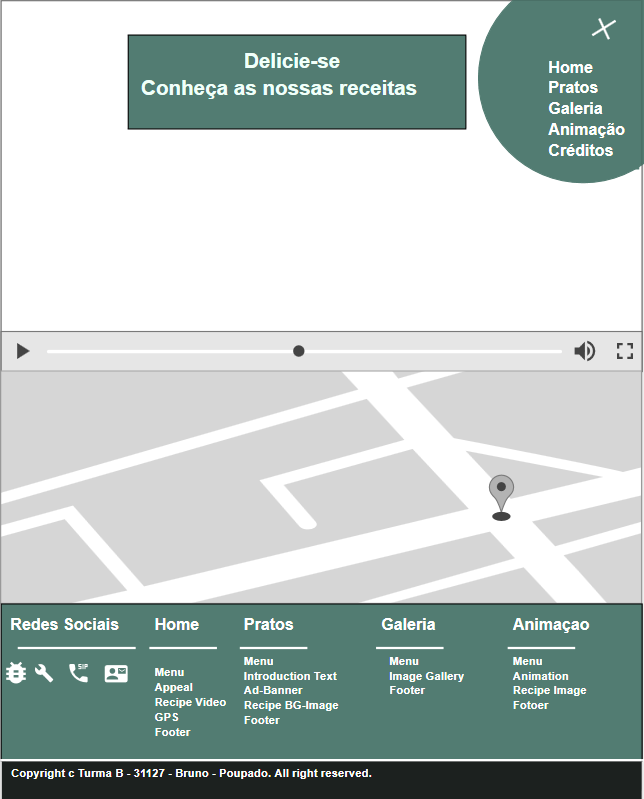 Delicie-se
Conheça as nossas receitas
Home
Pratos
Galeria
Animação
Créditos
Redes Sociais
SIP
Home
Menu
Appeal
Recipe Video
GPS
Footer
Pratos
Menu
Introduction Text
Ad-Banner
Recipe BG-Image
Footer
Galeria
Menu
Image Gallery
Footer
Animaçao
Menu
Animation
Recipe Image
Fotoer
Copyright c Turma B - 31127 - Bruno - Poupado. All right reserved.